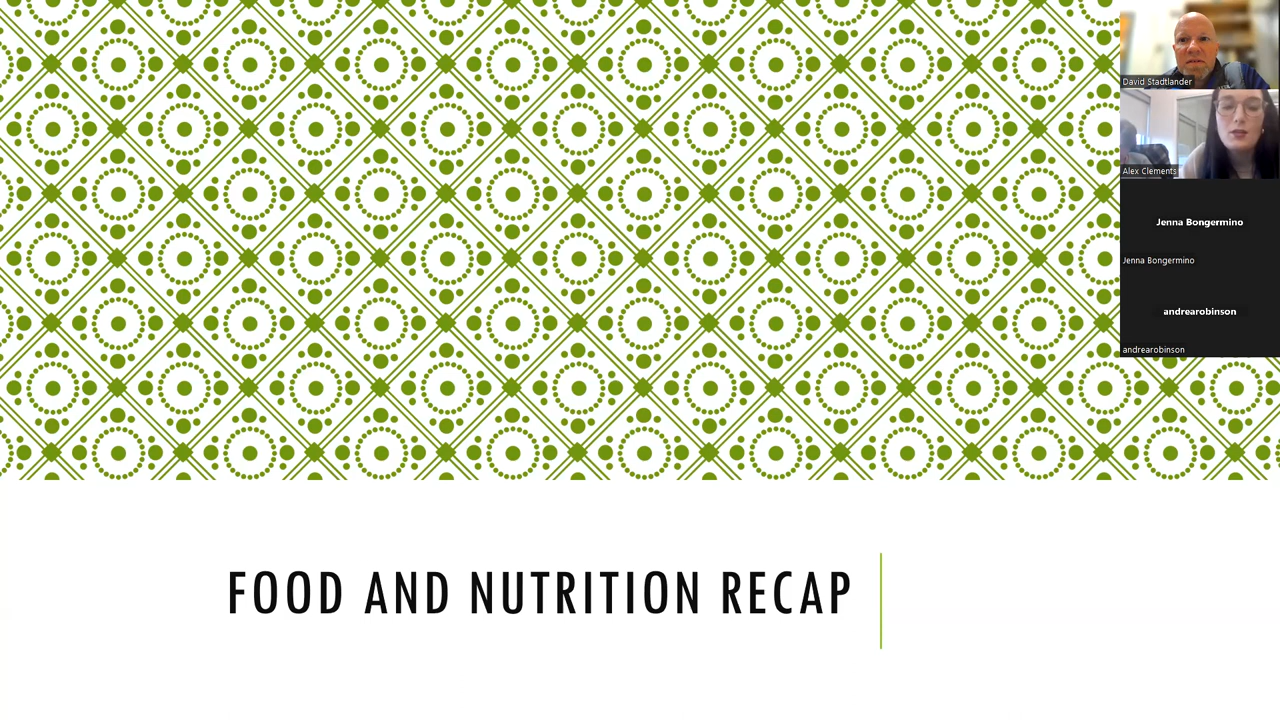 David Stadtlander
Alex Clements
Jenna Bongermino
Jenna Bongermino
andrearobinson
andrearobinson
FOOD AND NUTRITION RECAP